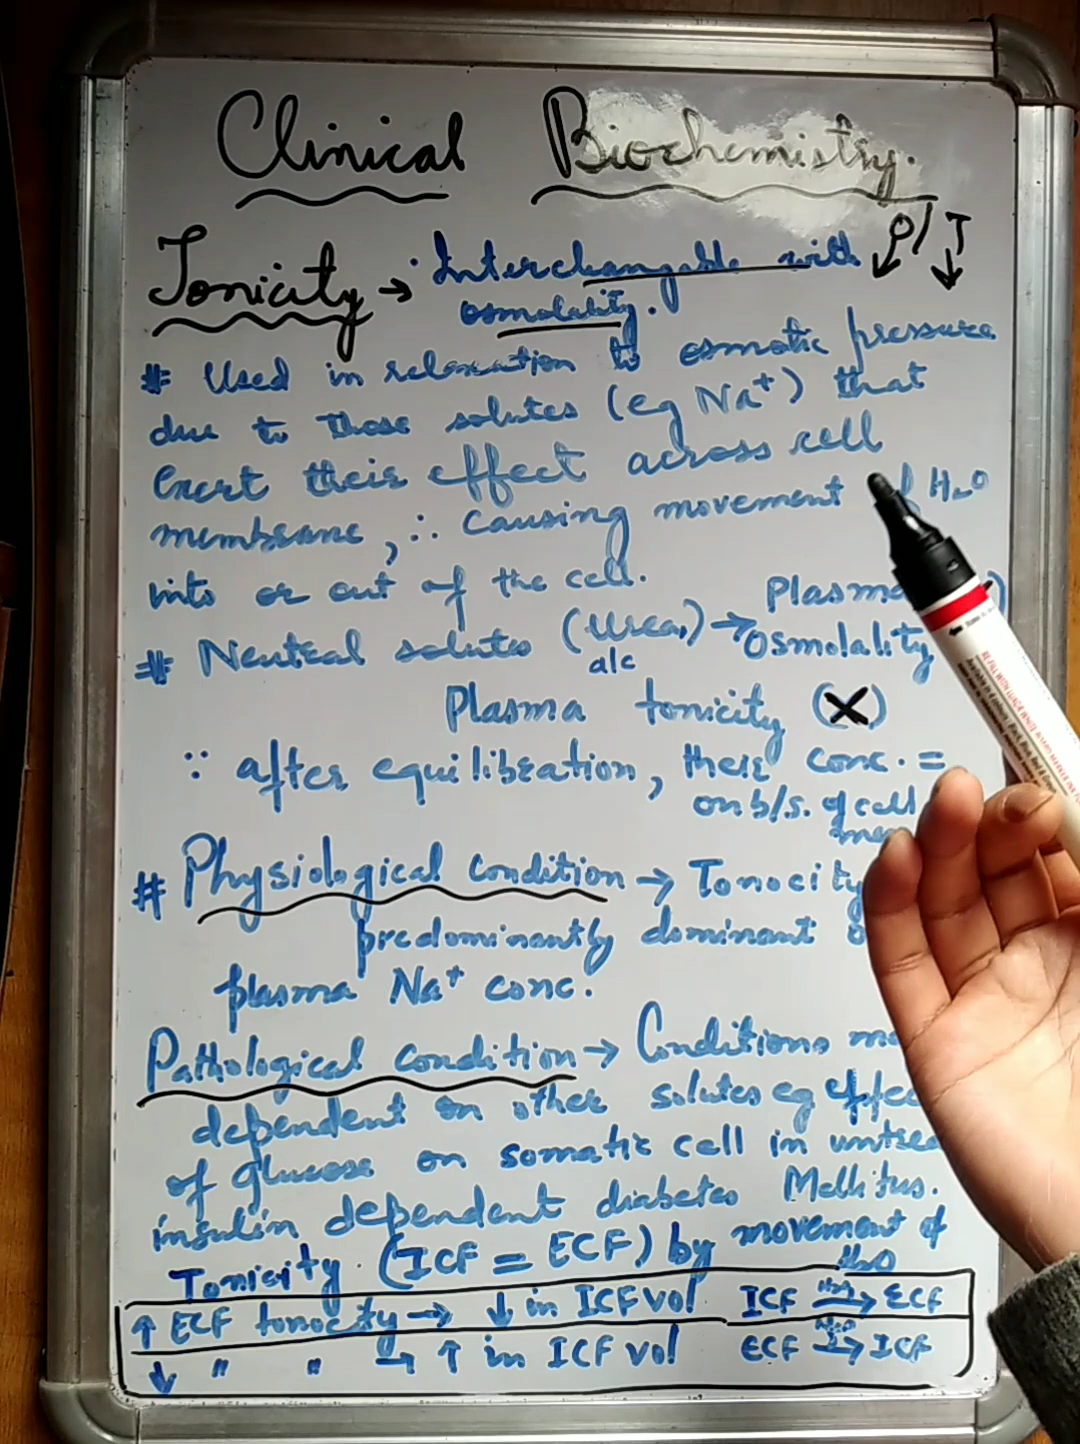 Clinical Biochemistry.
O/T
Tonicity → Interchangable with
osmolality.
# Used in relaxation to osmotic pressure
due to those solutes (eg Na⁺) that
Exert their effect across cell
membrane, ∴ causing movement of H₂O
into or out of the cell.
# Neutral solutes (Urea) → Plasma
a/c osmolality
Plasma tonicity (X)
∵ after equilibration, their conc. =
on b/s. of cell
mem
# Physiological condition → Tonocity
predominantly dominant
plasma Na⁺ conc.
Pathological condition → Conditions
dependent on other solutes eg effec
of glucose on somatic cell in
insulin dependent diabetes Mellitus.
Tonicity (ICF = ECF) by movement of
H₂O
↑ ECF tonocity → ↓ in ICF vol ICF H₂O→ ECF
↓ " " → ↑ in ICF vol ECF H₂O→ ICF